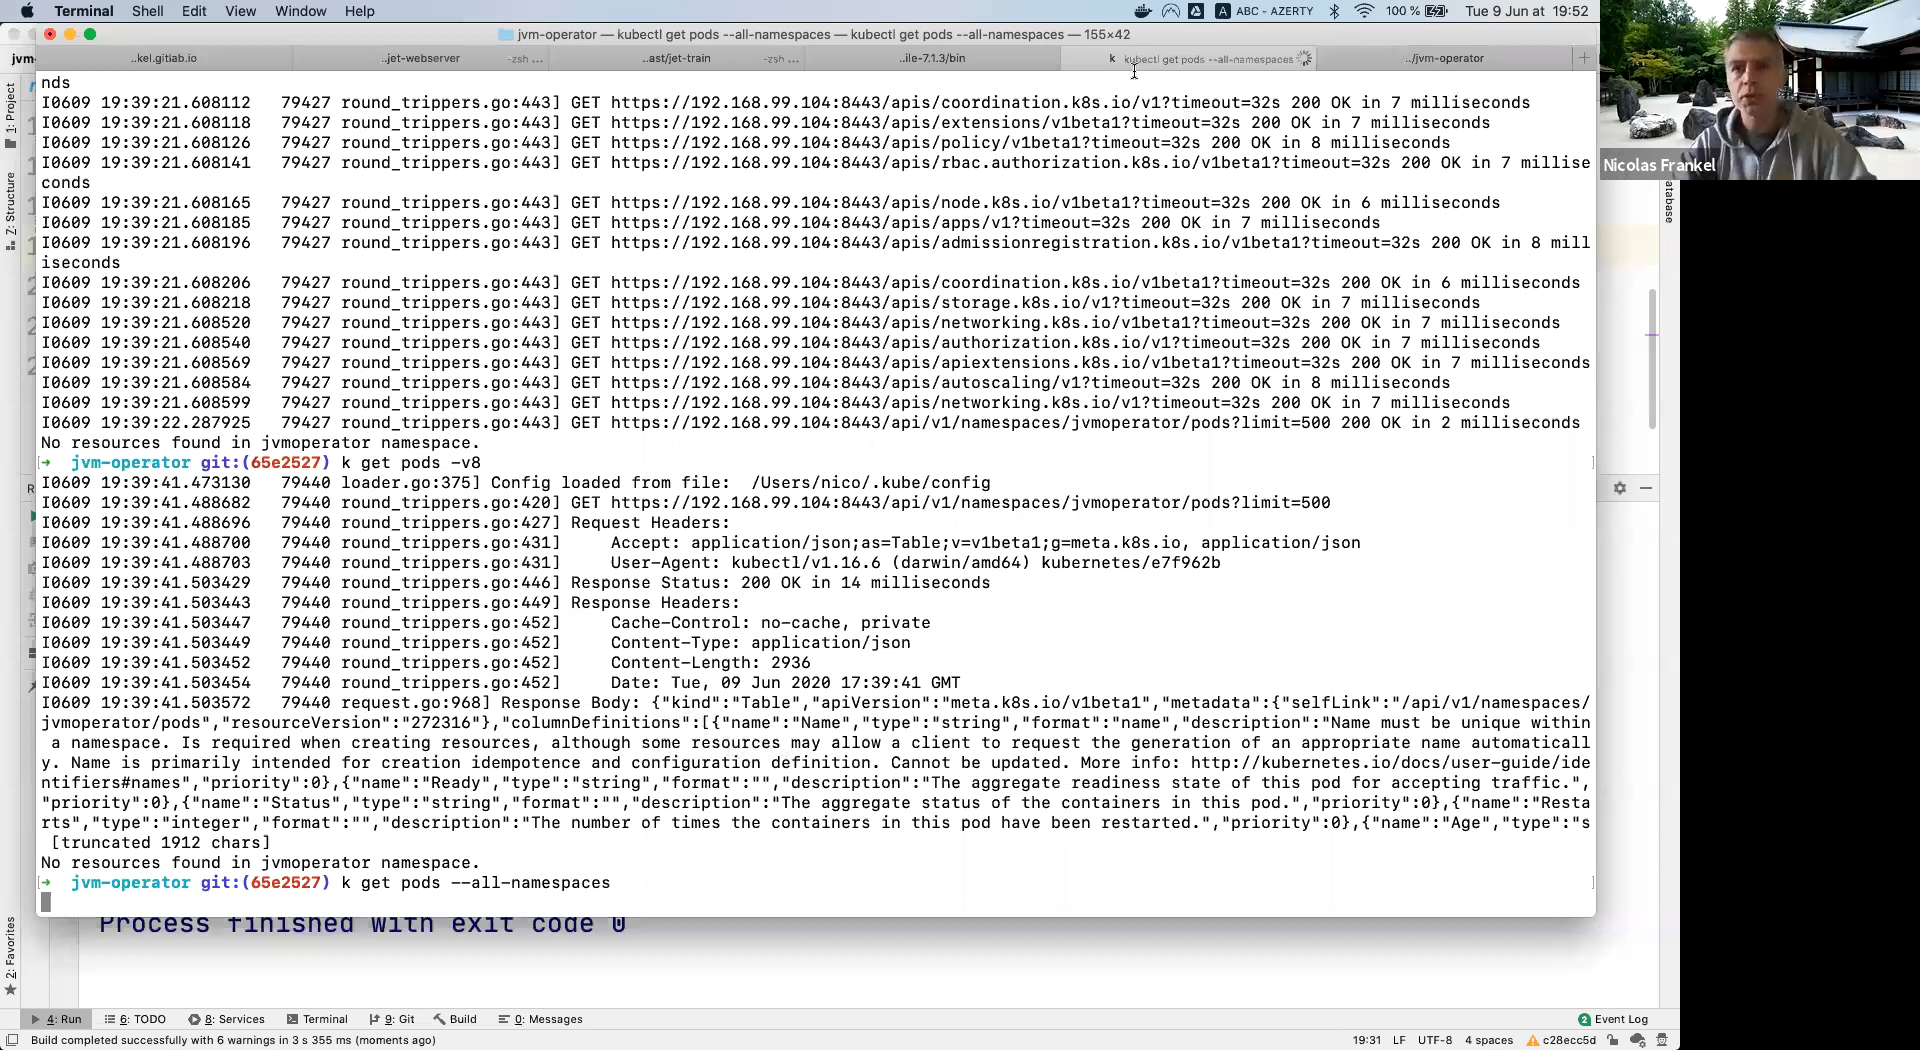 Terminal Shell Edit View Window Help
A ABC - AZERTY 100 % Tue 9 Jun at 19:52
jvm-operator — kubectl get pods --all-namespaces — kubectl get pods --all-namespaces — 155×42
..kel.gitlab.io ..jet-webserver -zsh ... ..ast/jet-train -zsh ... ..ile-7.1.3/bin k kubectl get pods --all-namespaces ../jvm-operator
nds
I0609 19:39:21.608112 79427 round_trippers.go:443] GET https://192.168.99.104:8443/apis/coordination.k8s.io/v1?timeout=32s 200 OK in 7 milliseconds
I0609 19:39:21.608118 79427 round_trippers.go:443] GET https://192.168.99.104:8443/apis/extensions/v1beta1?timeout=32s 200 OK in 7 milliseconds
I0609 19:39:21.608126 79427 round_trippers.go:443] GET https://192.168.99.104:8443/apis/policy/v1beta1?timeout=32s 200 OK in 8 milliseconds
I0609 19:39:21.608141 79427 round_trippers.go:443] GET https://192.168.99.104:8443/apis/rbac.authorization.k8s.io/v1beta1?timeout=32s 200 OK in 7 millise
conds
I0609 19:39:21.608165 79427 round_trippers.go:443] GET https://192.168.99.104:8443/apis/node.k8s.io/v1beta1?timeout=32s 200 OK in 6 milliseconds
I0609 19:39:21.608185 79427 round_trippers.go:443] GET https://192.168.99.104:8443/apis/apps/v1?timeout=32s 200 OK in 7 milliseconds
I0609 19:39:21.608196 79427 round_trippers.go:443] GET https://192.168.99.104:8443/apis/admissionregistration.k8s.io/v1beta1?timeout=32s 200 OK in 8 mill
iseconds
I0609 19:39:21.608206 79427 round_trippers.go:443] GET https://192.168.99.104:8443/apis/coordination.k8s.io/v1beta1?timeout=32s 200 OK in 6 milliseconds
I0609 19:39:21.608218 79427 round_trippers.go:443] GET https://192.168.99.104:8443/apis/storage.k8s.io/v1?timeout=32s 200 OK in 7 milliseconds
I0609 19:39:21.608520 79427 round_trippers.go:443] GET https://192.168.99.104:8443/apis/networking.k8s.io/v1beta1?timeout=32s 200 OK in 7 milliseconds
I0609 19:39:21.608540 79427 round_trippers.go:443] GET https://192.168.99.104:8443/apis/authorization.k8s.io/v1?timeout=32s 200 OK in 7 milliseconds
I0609 19:39:21.608569 79427 round_trippers.go:443] GET https://192.168.99.104:8443/apis/apiextensions.k8s.io/v1beta1?timeout=32s 200 OK in 7 milliseconds
I0609 19:39:21.608584 79427 round_trippers.go:443] GET https://192.168.99.104:8443/apis/autoscaling/v1?timeout=32s 200 OK in 8 milliseconds
I0609 19:39:21.608599 79427 round_trippers.go:443] GET https://192.168.99.104:8443/apis/networking.k8s.io/v1?timeout=32s 200 OK in 7 milliseconds
I0609 19:39:22.287925 79427 round_trippers.go:443] GET https://192.168.99.104:8443/api/v1/namespaces/jvmoperator/pods?limit=500 200 OK in 2 milliseconds
No resources found in jvmoperator namespace.
[➜ jvm-operator git:(65e2527) k get pods -v8 ]
I0609 19:39:41.473130 79440 loader.go:375] Config loaded from file: /Users/nico/.kube/config
I0609 19:39:41.488682 79440 round_trippers.go:420] GET https://192.168.99.104:8443/api/v1/namespaces/jvmoperator/pods?limit=500
I0609 19:39:41.488696 79440 round_trippers.go:427] Request Headers:
I0609 19:39:41.488700 79440 round_trippers.go:431] Accept: application/json;as=Table;v=v1beta1;g=meta.k8s.io, application/json
I0609 19:39:41.488703 79440 round_trippers.go:431] User-Agent: kubectl/v1.16.6 (darwin/amd64) kubernetes/e7f962b
I0609 19:39:41.503429 79440 round_trippers.go:446] Response Status: 200 OK in 14 milliseconds
I0609 19:39:41.503443 79440 round_trippers.go:449] Response Headers:
I0609 19:39:41.503447 79440 round_trippers.go:452] Cache-Control: no-cache, private
I0609 19:39:41.503449 79440 round_trippers.go:452] Content-Type: application/json
I0609 19:39:41.503452 79440 round_trippers.go:452] Content-Length: 2936
I0609 19:39:41.503454 79440 round_trippers.go:452] Date: Tue, 09 Jun 2020 17:39:41 GMT
I0609 19:39:41.503572 79440 request.go:968] Response Body: {"kind":"Table","apiVersion":"meta.k8s.io/v1beta1","metadata":{"selfLink":"/api/v1/namespaces/
jvmoperator/pods","resourceVersion":"272316"},"columnDefinitions":[{"name":"Name","type":"string","format":"name","description":"Name must be unique within
a namespace. Is required when creating resources, although some resources may allow a client to request the generation of an appropriate name automaticall
y. Name is primarily intended for creation idempotence and configuration definition. Cannot be updated. More info: http://kubernetes.io/docs/user-guide/ide
ntifiers#names","priority":0},{"name":"Ready","type":"string","format":"","description":"The aggregate readiness state of this pod for accepting traffic.",
"priority":0},{"name":"Status","type":"string","format":"","description":"The aggregate status of the containers in this pod.","priority":0},{"name":"Resta
rts","type":"integer","format":"","description":"The number of times the containers in this pod have been restarted.","priority":0},{"name":"Age","type":"s
[truncated 1912 chars]
No resources found in jvmoperator namespace.
[➜ jvm-operator git:(65e2527) k get pods --all-namespaces ]
Process finished with exit code 0
jvm-
1: Project
Z: Structure
2: Favorites
Nicolas Frankel
atabase
4: Run 6: TODO 8: Services Terminal 9: Git Build 0: Messages 2 Event Log
Build completed successfully with 6 warnings in 3 s 355 ms (moments ago) 19:31 LF UTF-8 4 spaces c28ecc5d